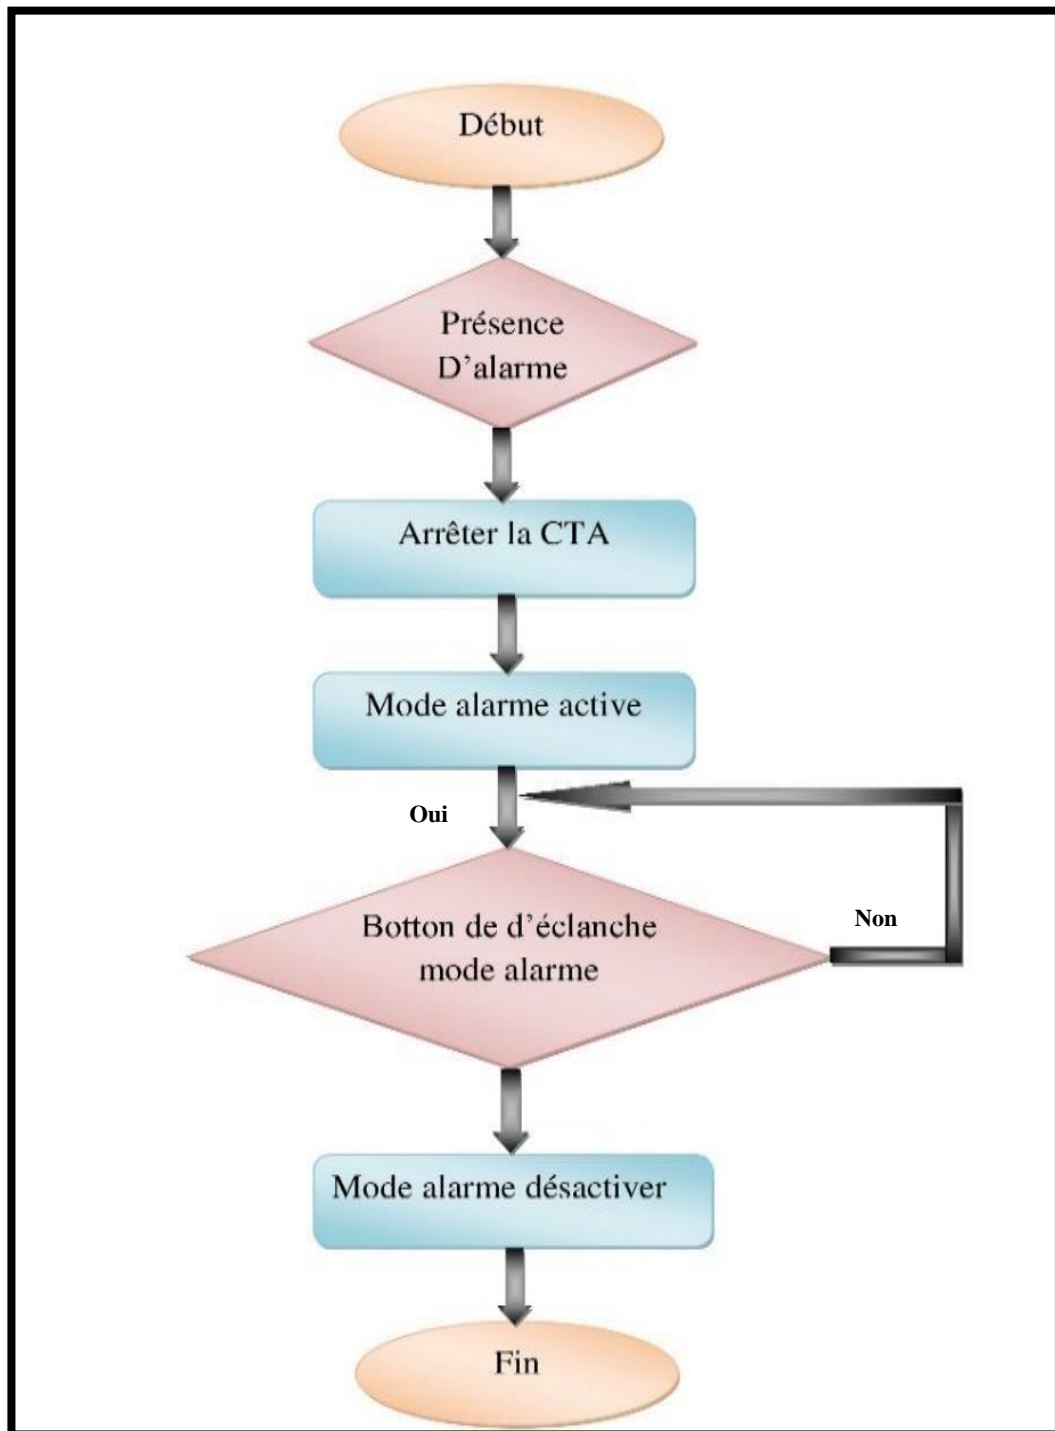 Début
Présence
D'alarme
Arrêter la CTA
Mode alarme active
Oui
Botton de d'éclanche
mode alarme
Non
Mode alarme désactiver
Fin